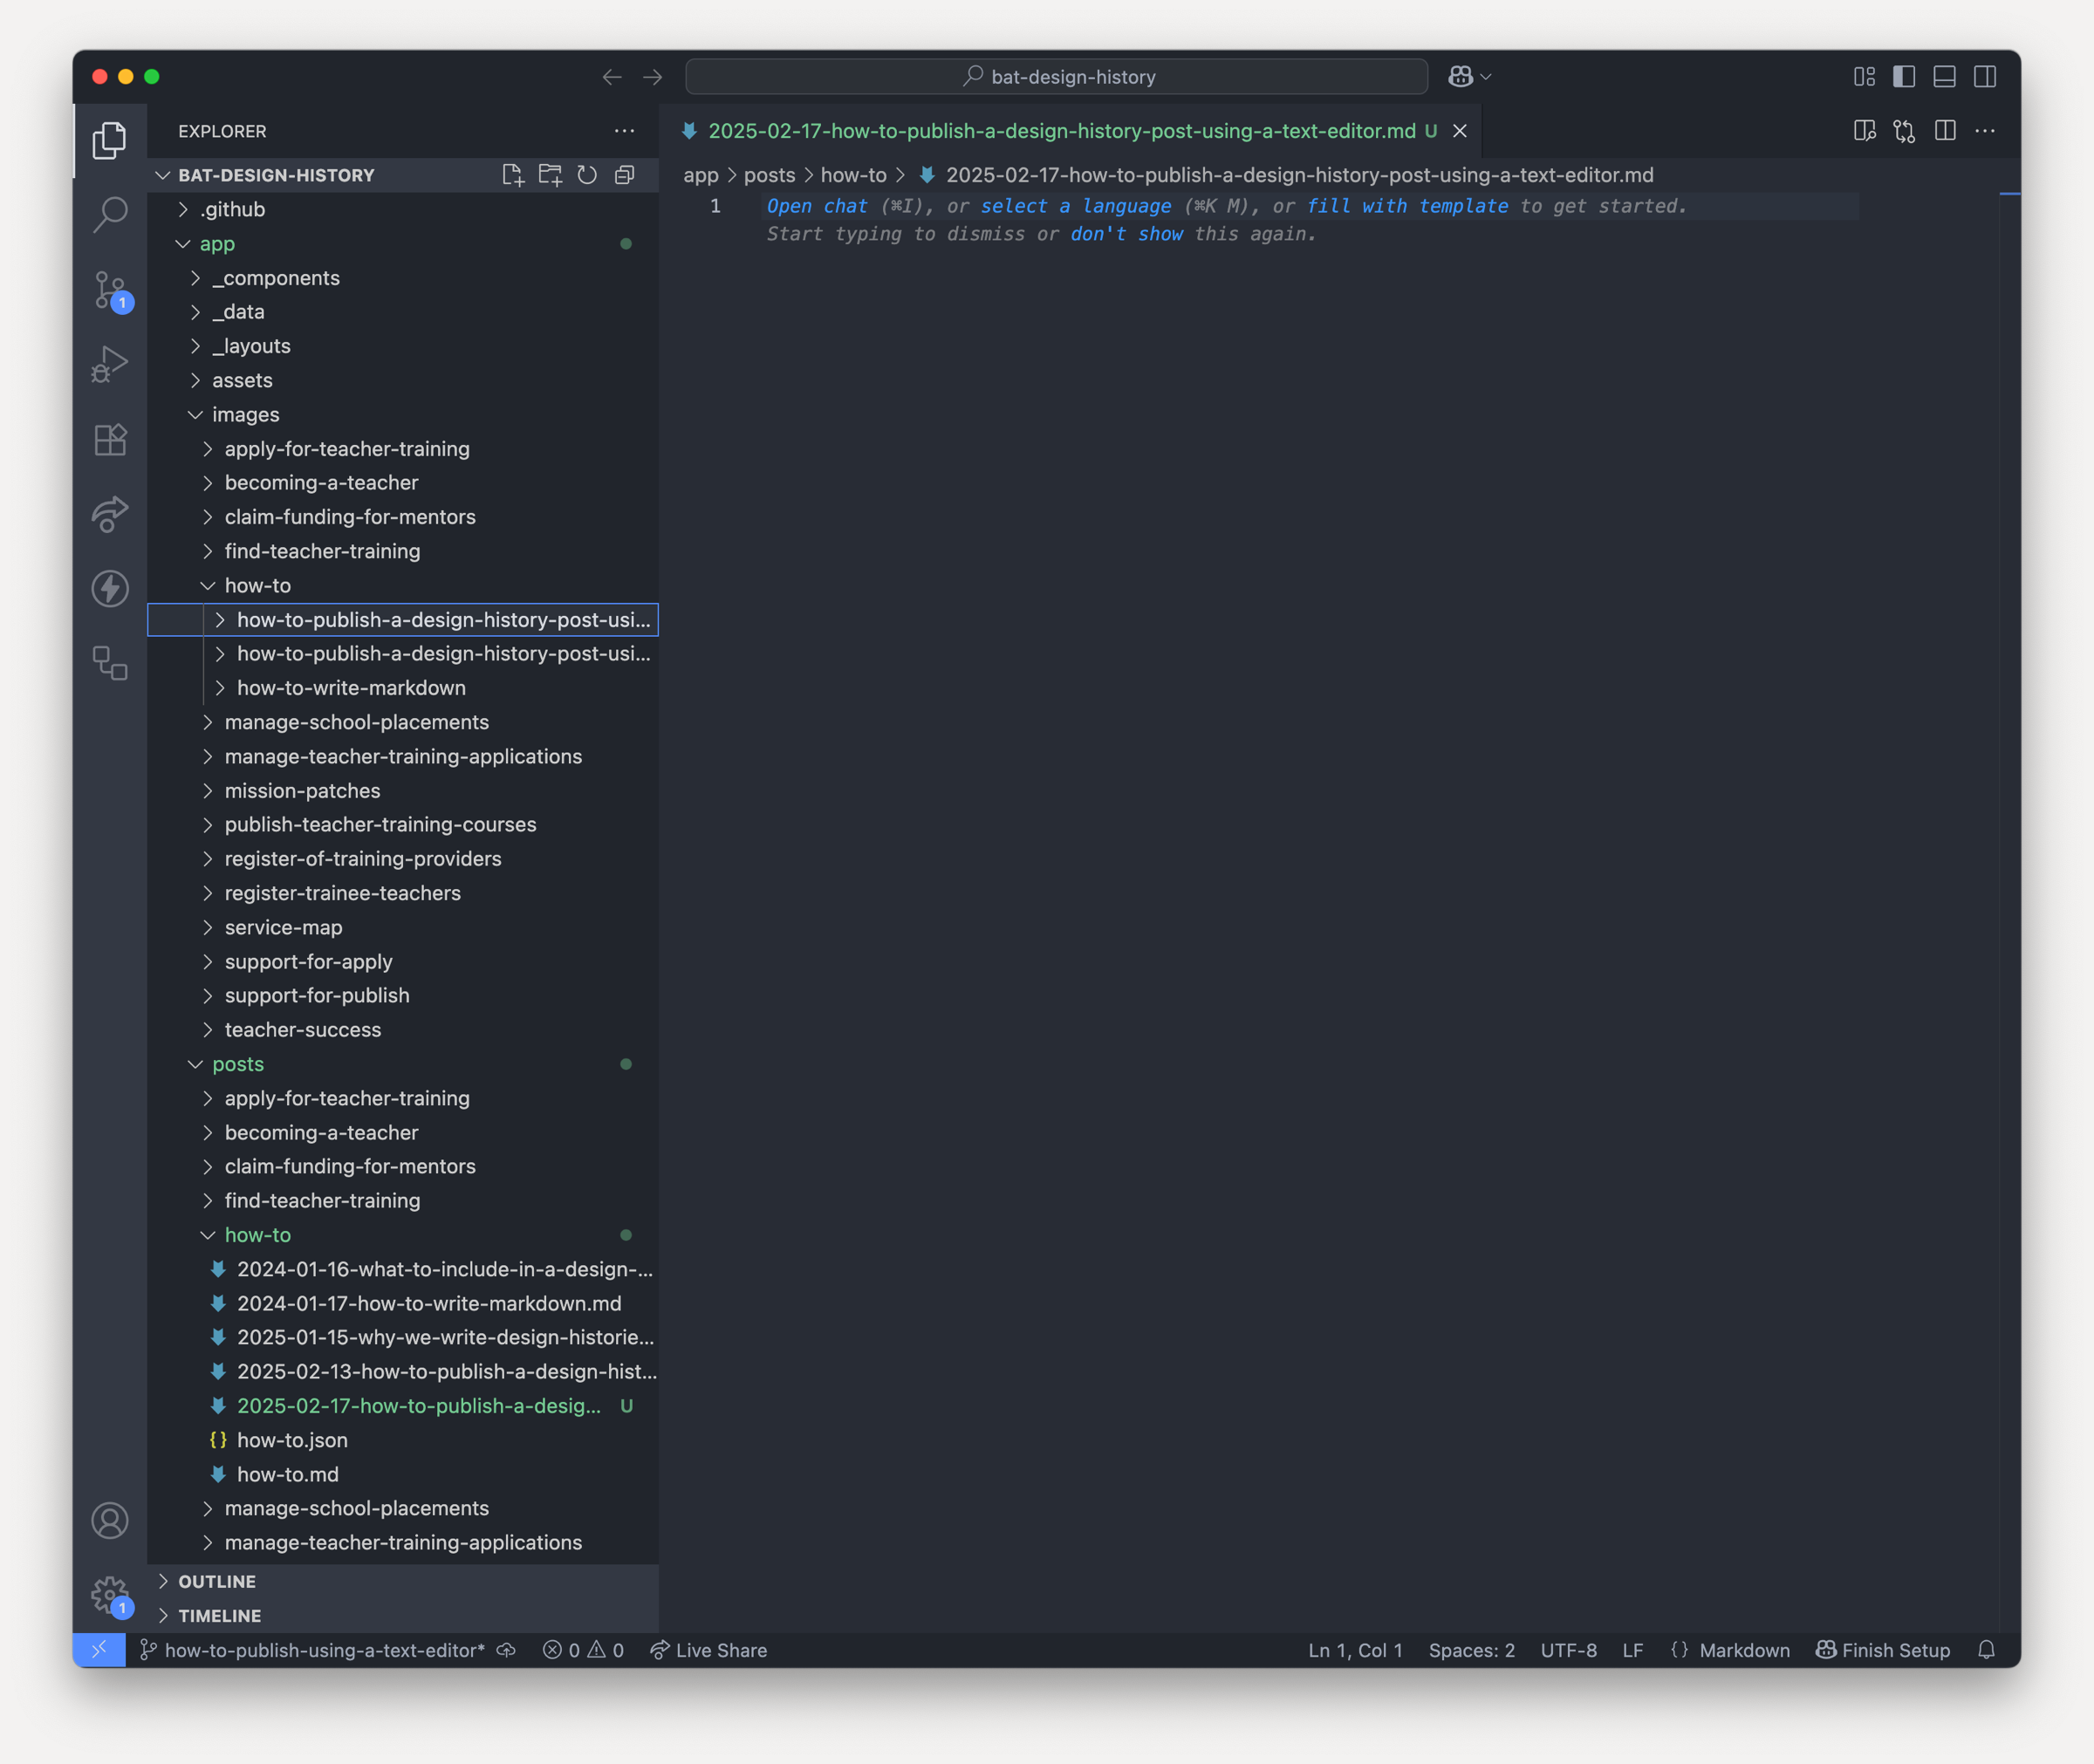 bat-design-history
EXPLORER
2025-02-17-how-to-publish-a-design-history-post-using-a-text-editor.md U
BAT-DESIGN-HISTORY
.github
app
_components
_data
_layouts
assets
images
apply-for-teacher-training
becoming-a-teacher
claim-funding-for-mentors
find-teacher-training
how-to
how-to-publish-a-design-history-post-usi...
how-to-publish-a-design-history-post-usi...
how-to-write-markdown
manage-school-placements
manage-teacher-training-applications
mission-patches
publish-teacher-training-courses
register-of-training-providers
register-trainee-teachers
service-map
support-for-apply
support-for-publish
teacher-success
posts
apply-for-teacher-training
becoming-a-teacher
claim-funding-for-mentors
find-teacher-training
how-to
2024-01-16-what-to-include-in-a-design-...
2024-01-17-how-to-write-markdown.md
2025-01-15-why-we-write-design-historie...
2025-02-13-how-to-publish-a-design-hist...
2025-02-17-how-to-publish-a-desig... U
{} how-to.json
how-to.md
manage-school-placements
manage-teacher-training-applications
OUTLINE
TIMELINE
1
1
app > posts > how-to > 2025-02-17-how-to-publish-a-design-history-post-using-a-text-editor.md
1 Open chat (⌘I), or select a language (⌘K M), or fill with template to get started.
Start typing to dismiss or don't show this again.
how-to-publish-using-a-text-editor* 0 0 Live Share Ln 1, Col 1 Spaces: 2 UTF-8 LF {} Markdown Finish Setup